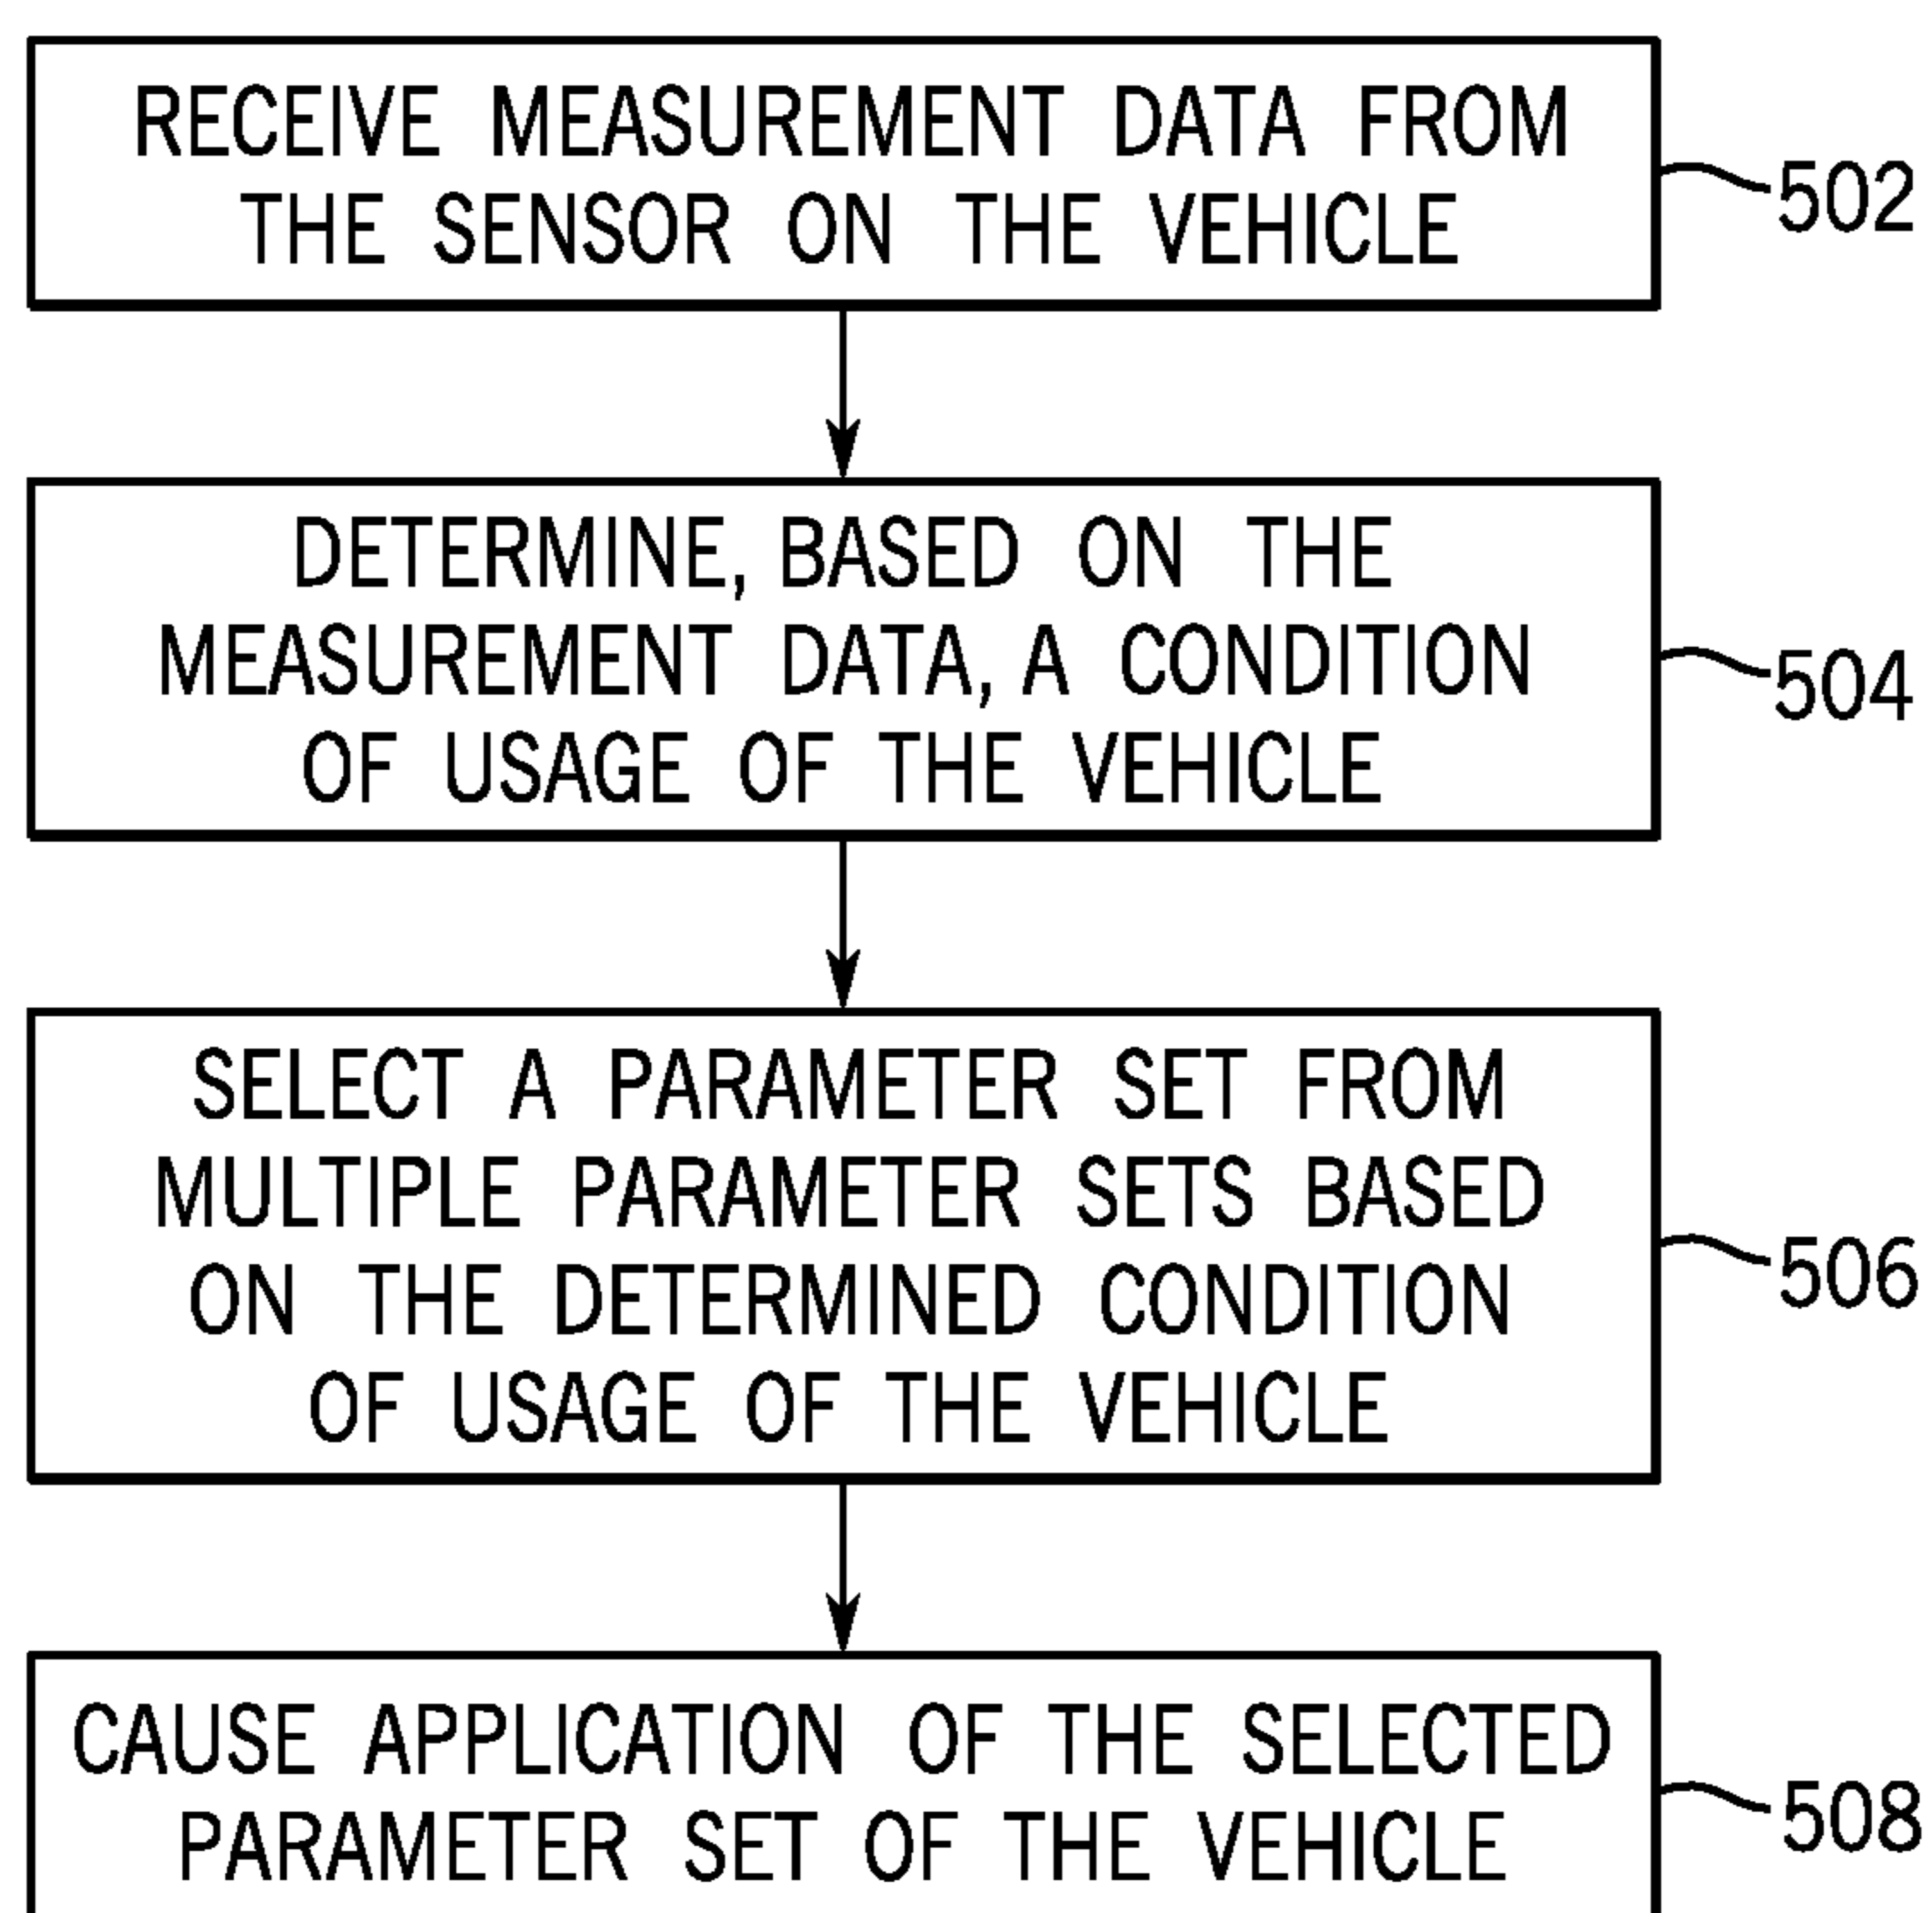 RECEIVE MEASUREMENT DATA FROM
THE SENSOR ON THE VEHICLE
502
DETERMINE, BASED ON THE
MEASUREMENT DATA, A CONDITION
OF USAGE OF THE VEHICLE
504
SELECT A PARAMETER SET FROM
MULTIPLE PARAMETER SETS BASED
ON THE DETERMINED CONDITION
OF USAGE OF THE VEHICLE
506
CAUSE APPLICATION OF THE SELECTED
PARAMETER SET OF THE VEHICLE
508